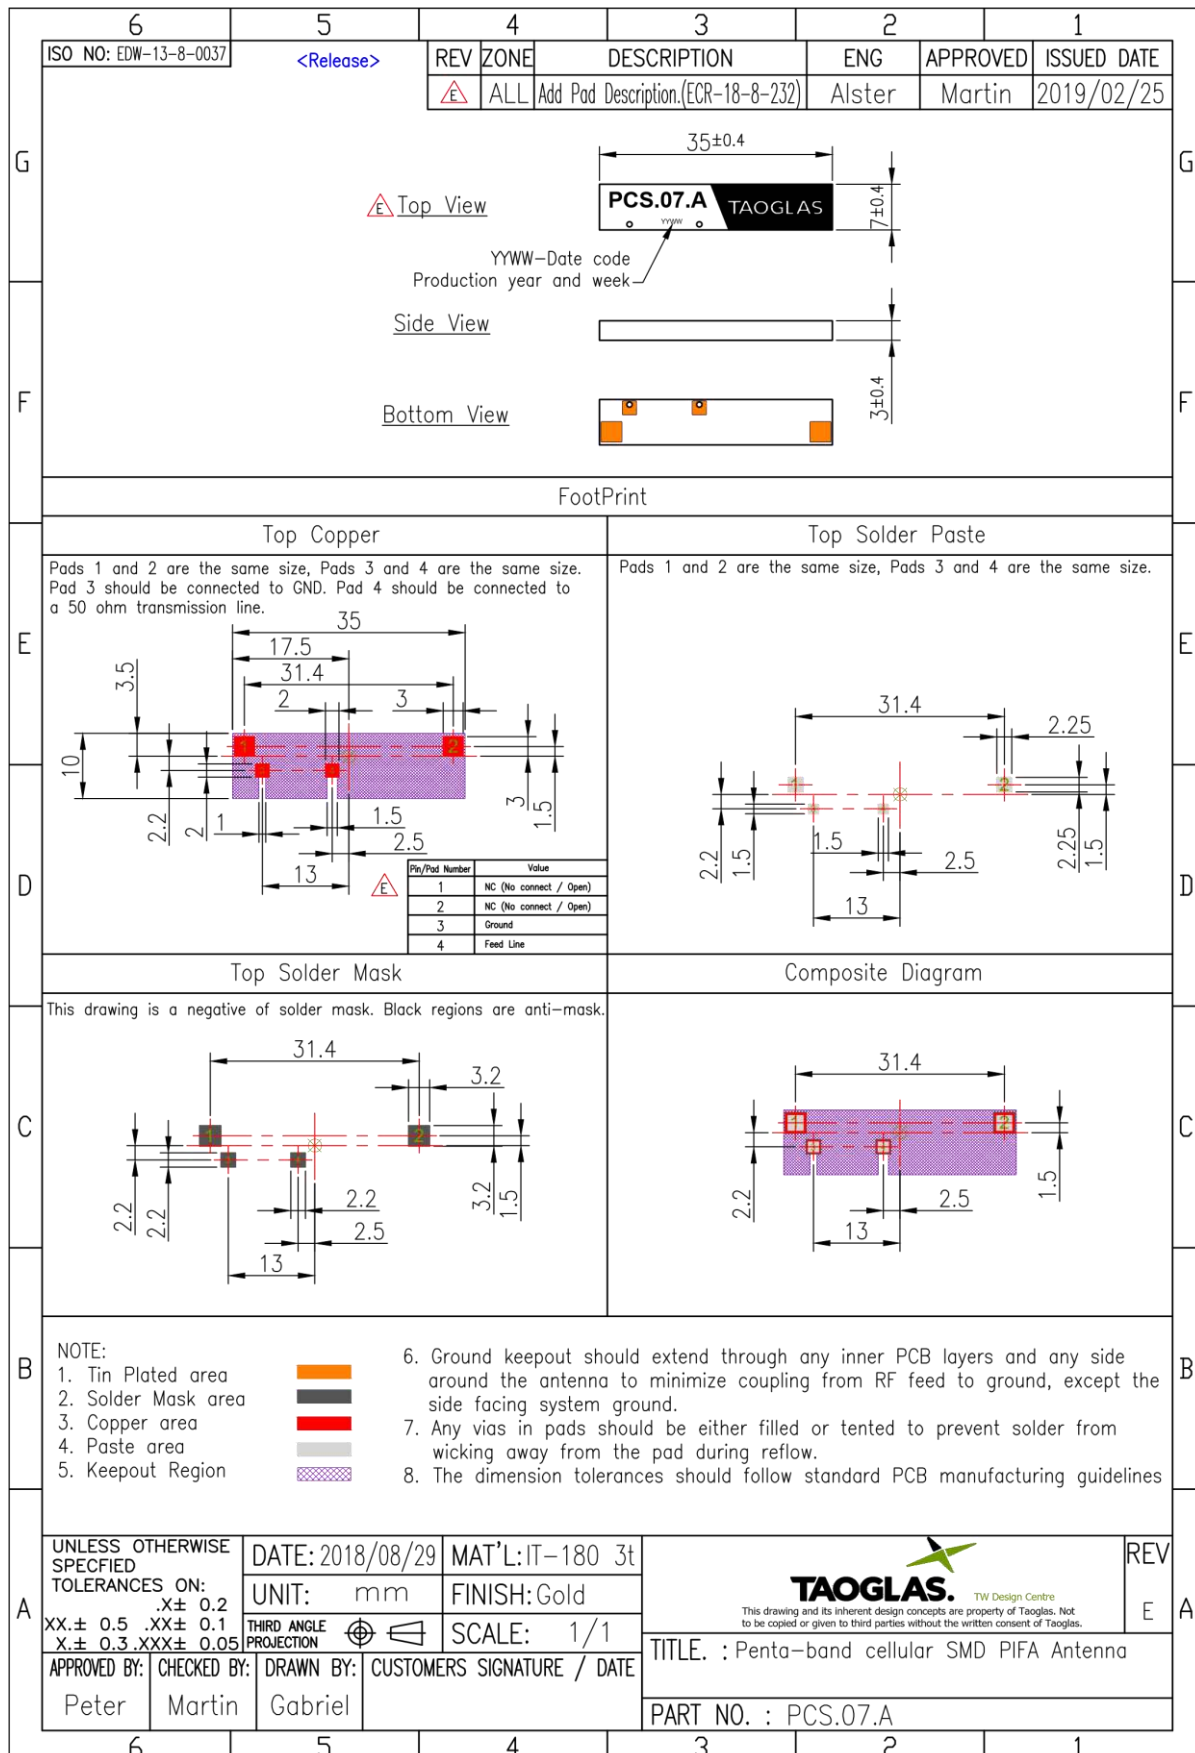 6 5 4 3 2 1
ISO NO: EDW-13-8-0037
<Release>
REV ZONE DESCRIPTION ENG APPROVED ISSUED DATE
E ALL Add Pad Description.(ECR-18-8-232) Alster Martin 2019/02/25
G G
35±0.4
E Top View
PCS.07.A TAOGLAS
YYWW
7±0.4
YYWW-Date code
Production year and week
Side View
3±0.4
F F
Bottom View
FootPrint
Top Copper
Pads 1 and 2 are the same size, Pads 3 and 4 are the same size.
Pad 3 should be connected to GND. Pad 4 should be connected to
a 50 ohm transmission line.
E E
35
17.5
31.4
3.5
2 3
1 2
10
2.2 2 1
3 1.5
1.5
2.5
13
E
Pin/Pad Number Value
1 NC (No connect / Open)
2 NC (No connect / Open)
3 Ground
4 Feed Line
Top Solder Paste
Pads 1 and 2 are the same size, Pads 3 and 4 are the same size.
31.4
2.25
1 2
2.2 1.5
1.5
2.5
2.25 1.5
13
D D
Top Solder Mask
This drawing is a negative of solder mask. Black regions are anti-mask.
31.4
3.2
1 2
2.2 2.2
2.2
3.2 1.5
2.5
13
Composite Diagram
31.4
1 2
2.2
2.5
1.5
13
C C
B B
NOTE:
1. Tin Plated area
2. Solder Mask area
3. Copper area
4. Paste area
5. Keepout Region
6. Ground keepout should extend through any inner PCB layers and any side
around the antenna to minimize coupling from RF feed to ground, except the
side facing system ground.
7. Any vias in pads should be either filled or tented to prevent solder from
wicking away from the pad during reflow.
8. The dimension tolerances should follow standard PCB manufacturing guidelines
A A
UNLESS OTHERWISE
SPECFIED
TOLERANCES ON:
.X± 0.2
XX.± 0.5 .XX± 0.1
X.± 0.3 .XXX± 0.05
DATE: 2018/08/29
UNIT: mm
THIRD ANGLE
PROJECTION
MAT'L: IT-180 3t
FINISH: Gold
SCALE: 1/1
TAOGLAS.
TW Design Centre
This drawing and its inherent design concepts are property of Taoglas. Not
to be copied or given to third parties without the written consent of Taoglas.
REV
E
APPROVED BY: CHECKED BY: DRAWN BY: CUSTOMERS SIGNATURE / DATE
Peter Martin Gabriel
TITLE. : Penta-band cellular SMD PIFA Antenna
PART NO. : PCS.07.A
6 5 4 3 2 1